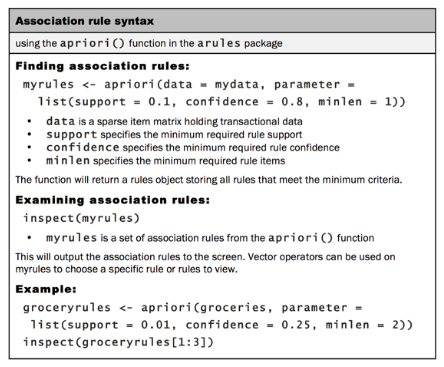 Association rule syntax
using the apriori() function in the arules package
Finding association rules:
myrules <- apriori(data = mydata, parameter =
list(support = 0.1, confidence = 0.8, minlen = 1))
• data is a sparse item matrix holding transactional data
• support specifies the minimum required rule support
• confidence specifies the minimum required rule confidence
• minlen specifies the minimum required rule items
The function will return a rules object storing all rules that meet the minimum criteria.
Examining association rules:
inspect(myrules)
• myrules is a set of association rules from the apriori() function
This will output the association rules to the screen. Vector operators can be used on
myrules to choose a specific rule or rules to view.
Example:
groceryrules <- apriori(groceries, parameter =
list(support = 0.01, confidence = 0.25, minlen = 2))
inspect(groceryrules[1:3])